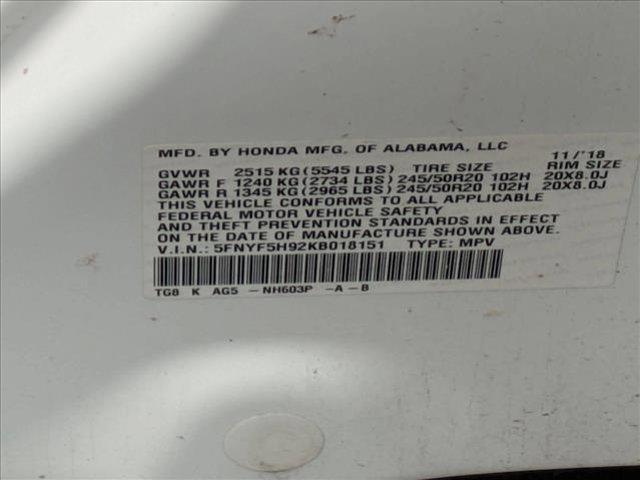 MFD. BY HONDA MFG. OF ALABAMA, LLC 11/'18
GVWR 2515 KG (5545 LBS) TIRE SIZE RIM SIZE
GAWR F 1240 KG (2734 LBS) 245/50R20 102H 20X8.0J
GAWR R 1345 KG (2965 LBS) 245/50R20 102H 20X8.0J
THIS VEHICLE CONFORMS TO ALL APPLICABLE
FEDERAL MOTOR VEHICLE SAFETY
AND THEFT PREVENTION STANDARDS IN EFFECT
ON THE DATE OF MANUFACTURE SHOWN ABOVE.
V.I.N.: 5FNYF5H92KB018151 TYPE: MPV
TG8 K AG5 -NH603P -A-B